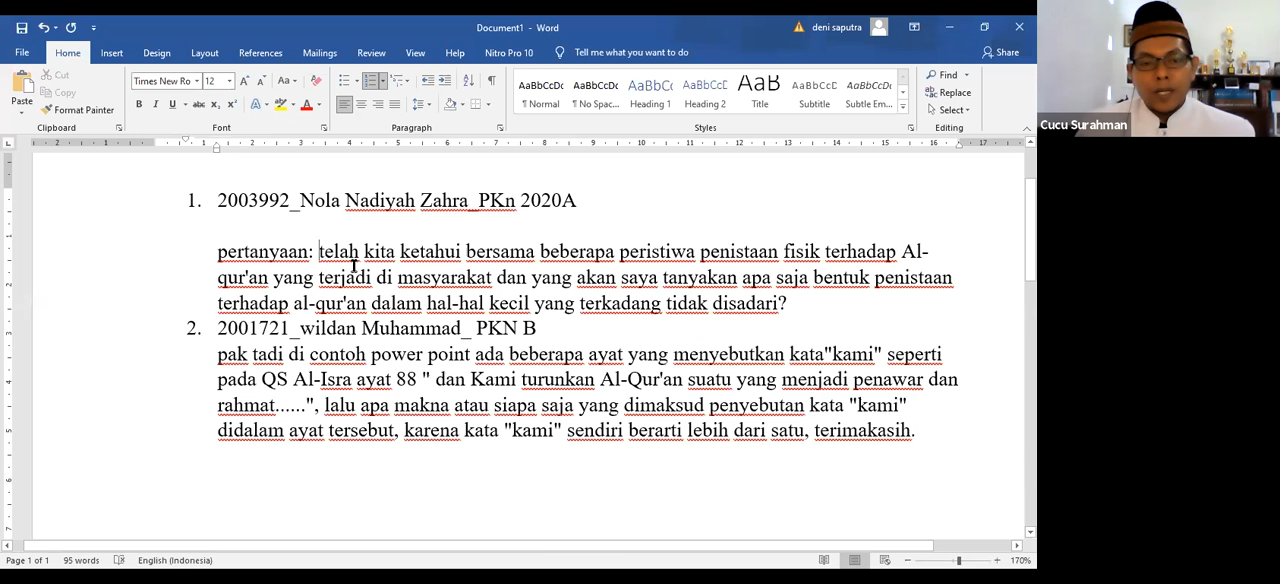 Document1 - Word
deni saputra
File Home Insert Design Layout References Mailings Review View Help Nitro Pro 10 Tell me what you want to do Share
Paste
Cut
Copy
Format Painter
Clipboard
Times New Ro 12
Font
Paragraph
AaBbCcDc AaBbCcDc AaBbC AaBbCc AaB AaBbCcC AaBbCcDc
¶ Normal ¶ No Spac... Heading 1 Heading 2 Title Subtitle Subtle Em...
Styles
Find
Replace
Select
Editing
Cucu Surahman
1. 2003992_Nola Nadiyah Zahra_PKn 2020A
pertanyaan: telah kita ketahui bersama beberapa peristiwa penistaan fisik terhadap Al-
qur'an yang terjadi di masyarakat dan yang akan saya tanyakan apa saja bentuk penistaan
terhadap al-qur'an dalam hal-hal kecil yang terkadang tidak disadari?
2. 2001721_wildan Muhammad_ PKN B
pak tadi di contoh power point ada beberapa ayat yang menyebutkan kata"kami" seperti
pada QS Al-Isra ayat 88 " dan Kami turunkan Al-Qur'an suatu yang menjadi penawar dan
rahmat......", lalu apa makna atau siapa saja yang dimaksud penyebutan kata "kami"
didalam ayat tersebut, karena kata "kami" sendiri berarti lebih dari satu, terimakasih.
Page 1 of 1 95 words English (Indonesia) 170%